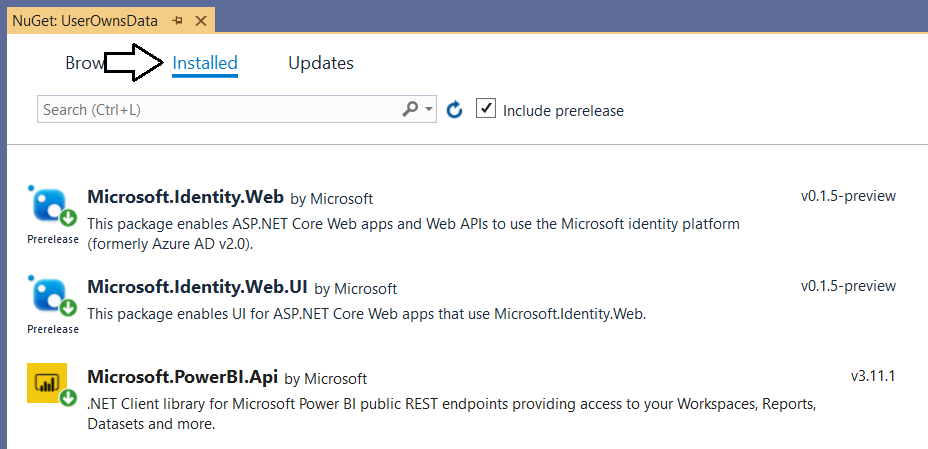 NuGet: UserOwnsData
Brow Installed Updates
Search (Ctrl+L) Include prerelease
Microsoft.Identity.Web by Microsoft v0.1.5-preview
This package enables ASP.NET Core Web apps and Web APIs to use the Microsoft identity platform
Prerelease
(formerly Azure AD v2.0).
Microsoft.Identity.Web.UI by Microsoft v0.1.5-preview
This package enables UI for ASP.NET Core Web apps that use Microsoft.Identity.Web.
Prerelease
Microsoft.PowerBI.Api by Microsoft v3.11.1
.NET Client library for Microsoft Power BI public REST endpoints providing access to your Workspaces, Reports,
Datasets and more.